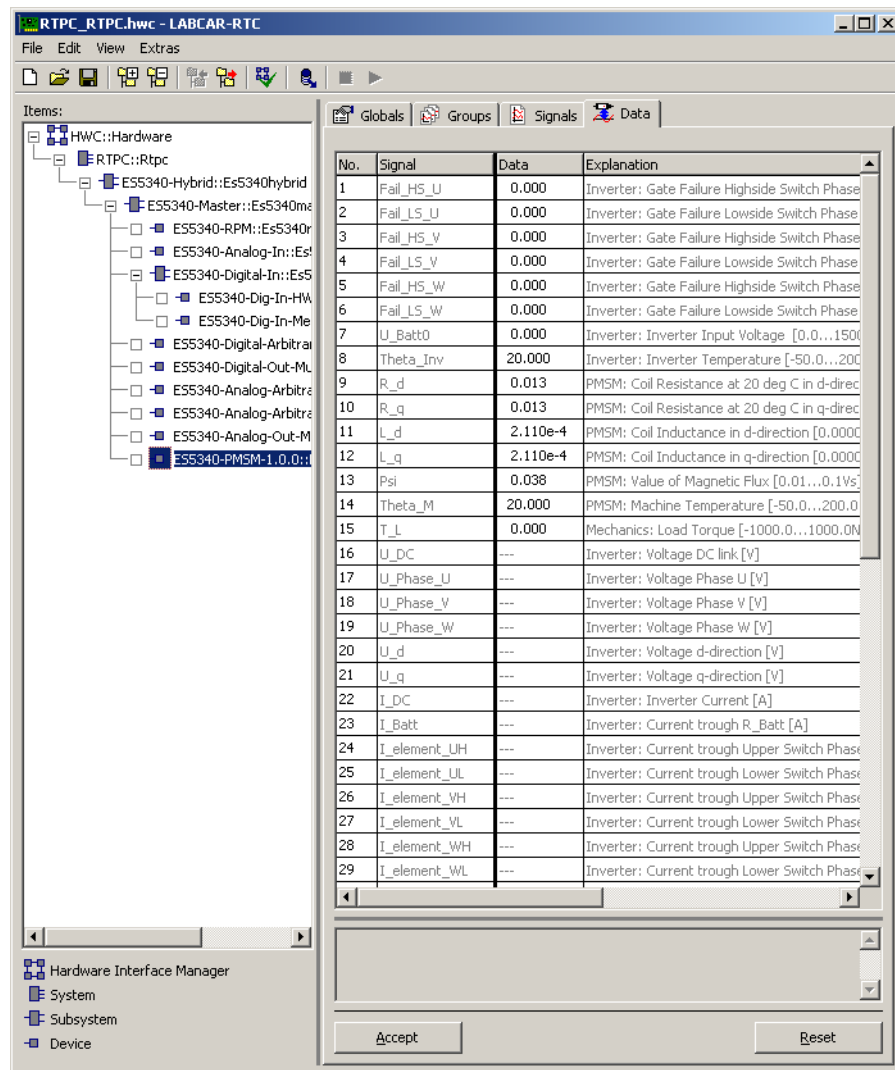 RTPC_RTPC.hwc - LABCAR-RTC
File Edit View Extras
Items:
HWC::Hardware
RTPC::Rtpc
ES5340-Hybrid::Es5340hybrid
ES5340-Master::Es5340ma
ES5340-RPM::Es5340r
ES5340-Analog-In::Es!
ES5340-Digital-In::Es5
ES5340-Dig-In-HW
ES5340-Dig-In-Me
ES5340-Digital-Arbitrar
ES5340-Digital-Out-Mu
ES5340-Analog-Arbitra
ES5340-Analog-Arbitra
ES5340-Analog-Out-M
ES5340-PMSM-1.0.0::
Hardware Interface Manager
System
Subsystem
Device
Globals Groups Signals Data
No. Signal Data Explanation
1 Fail_HS_U 0.000 Inverter: Gate Failure Highside Switch Phase
2 Fail_LS_U 0.000 Inverter: Gate Failure Lowside Switch Phase
3 Fail_HS_V 0.000 Inverter: Gate Failure Highside Switch Phase
4 Fail_LS_V 0.000 Inverter: Gate Failure Lowside Switch Phase
5 Fail_HS_W 0.000 Inverter: Gate Failure Highside Switch Phase
6 Fail_LS_W 0.000 Inverter: Gate Failure Lowside Switch Phase
7 U_Batt0 0.000 Inverter: Inverter Input Voltage [0.0...1500
8 Theta_Inv 20.000 Inverter: Inverter Temperature [-50.0...200
9 R_d 0.013 PMSM: Coil Resistance at 20 deg C in d-direc
10 R_q 0.013 PMSM: Coil Resistance at 20 deg C in q-direc
11 L_d 2.110e-4 PMSM: Coil Inductance in d-direction [0.0000
12 L_q 2.110e-4 PMSM: Coil Inductance in q-direction [0.0000
13 Psi 0.038 PMSM: Value of Magnetic Flux [0.01...0.1Vs]
14 Theta_M 20.000 PMSM: Machine Temperature [-50.0...200.0
15 T_L 0.000 Mechanics: Load Torque [-1000.0...1000.0N
16 U_DC --- Inverter: Voltage DC link [V]
17 U_Phase_U --- Inverter: Voltage Phase U [V]
18 U_Phase_V --- Inverter: Voltage Phase V [V]
19 U_Phase_W --- Inverter: Voltage Phase W [V]
20 U_d --- Inverter: Voltage d-direction [V]
21 U_q --- Inverter: Voltage q-direction [V]
22 I_DC --- Inverter: Inverter Current [A]
23 I_Batt --- Inverter: Current trough R_Batt [A]
24 I_element_UH --- Inverter: Current trough Upper Switch Phase
25 I_element_UL --- Inverter: Current trough Lower Switch Phase
26 I_element_VH --- Inverter: Current trough Upper Switch Phase
27 I_element_VL --- Inverter: Current trough Lower Switch Phase
28 I_element_WH --- Inverter: Current trough Upper Switch Phase
29 I_element_WL --- Inverter: Current trough Lower Switch Phase
Accept Reset